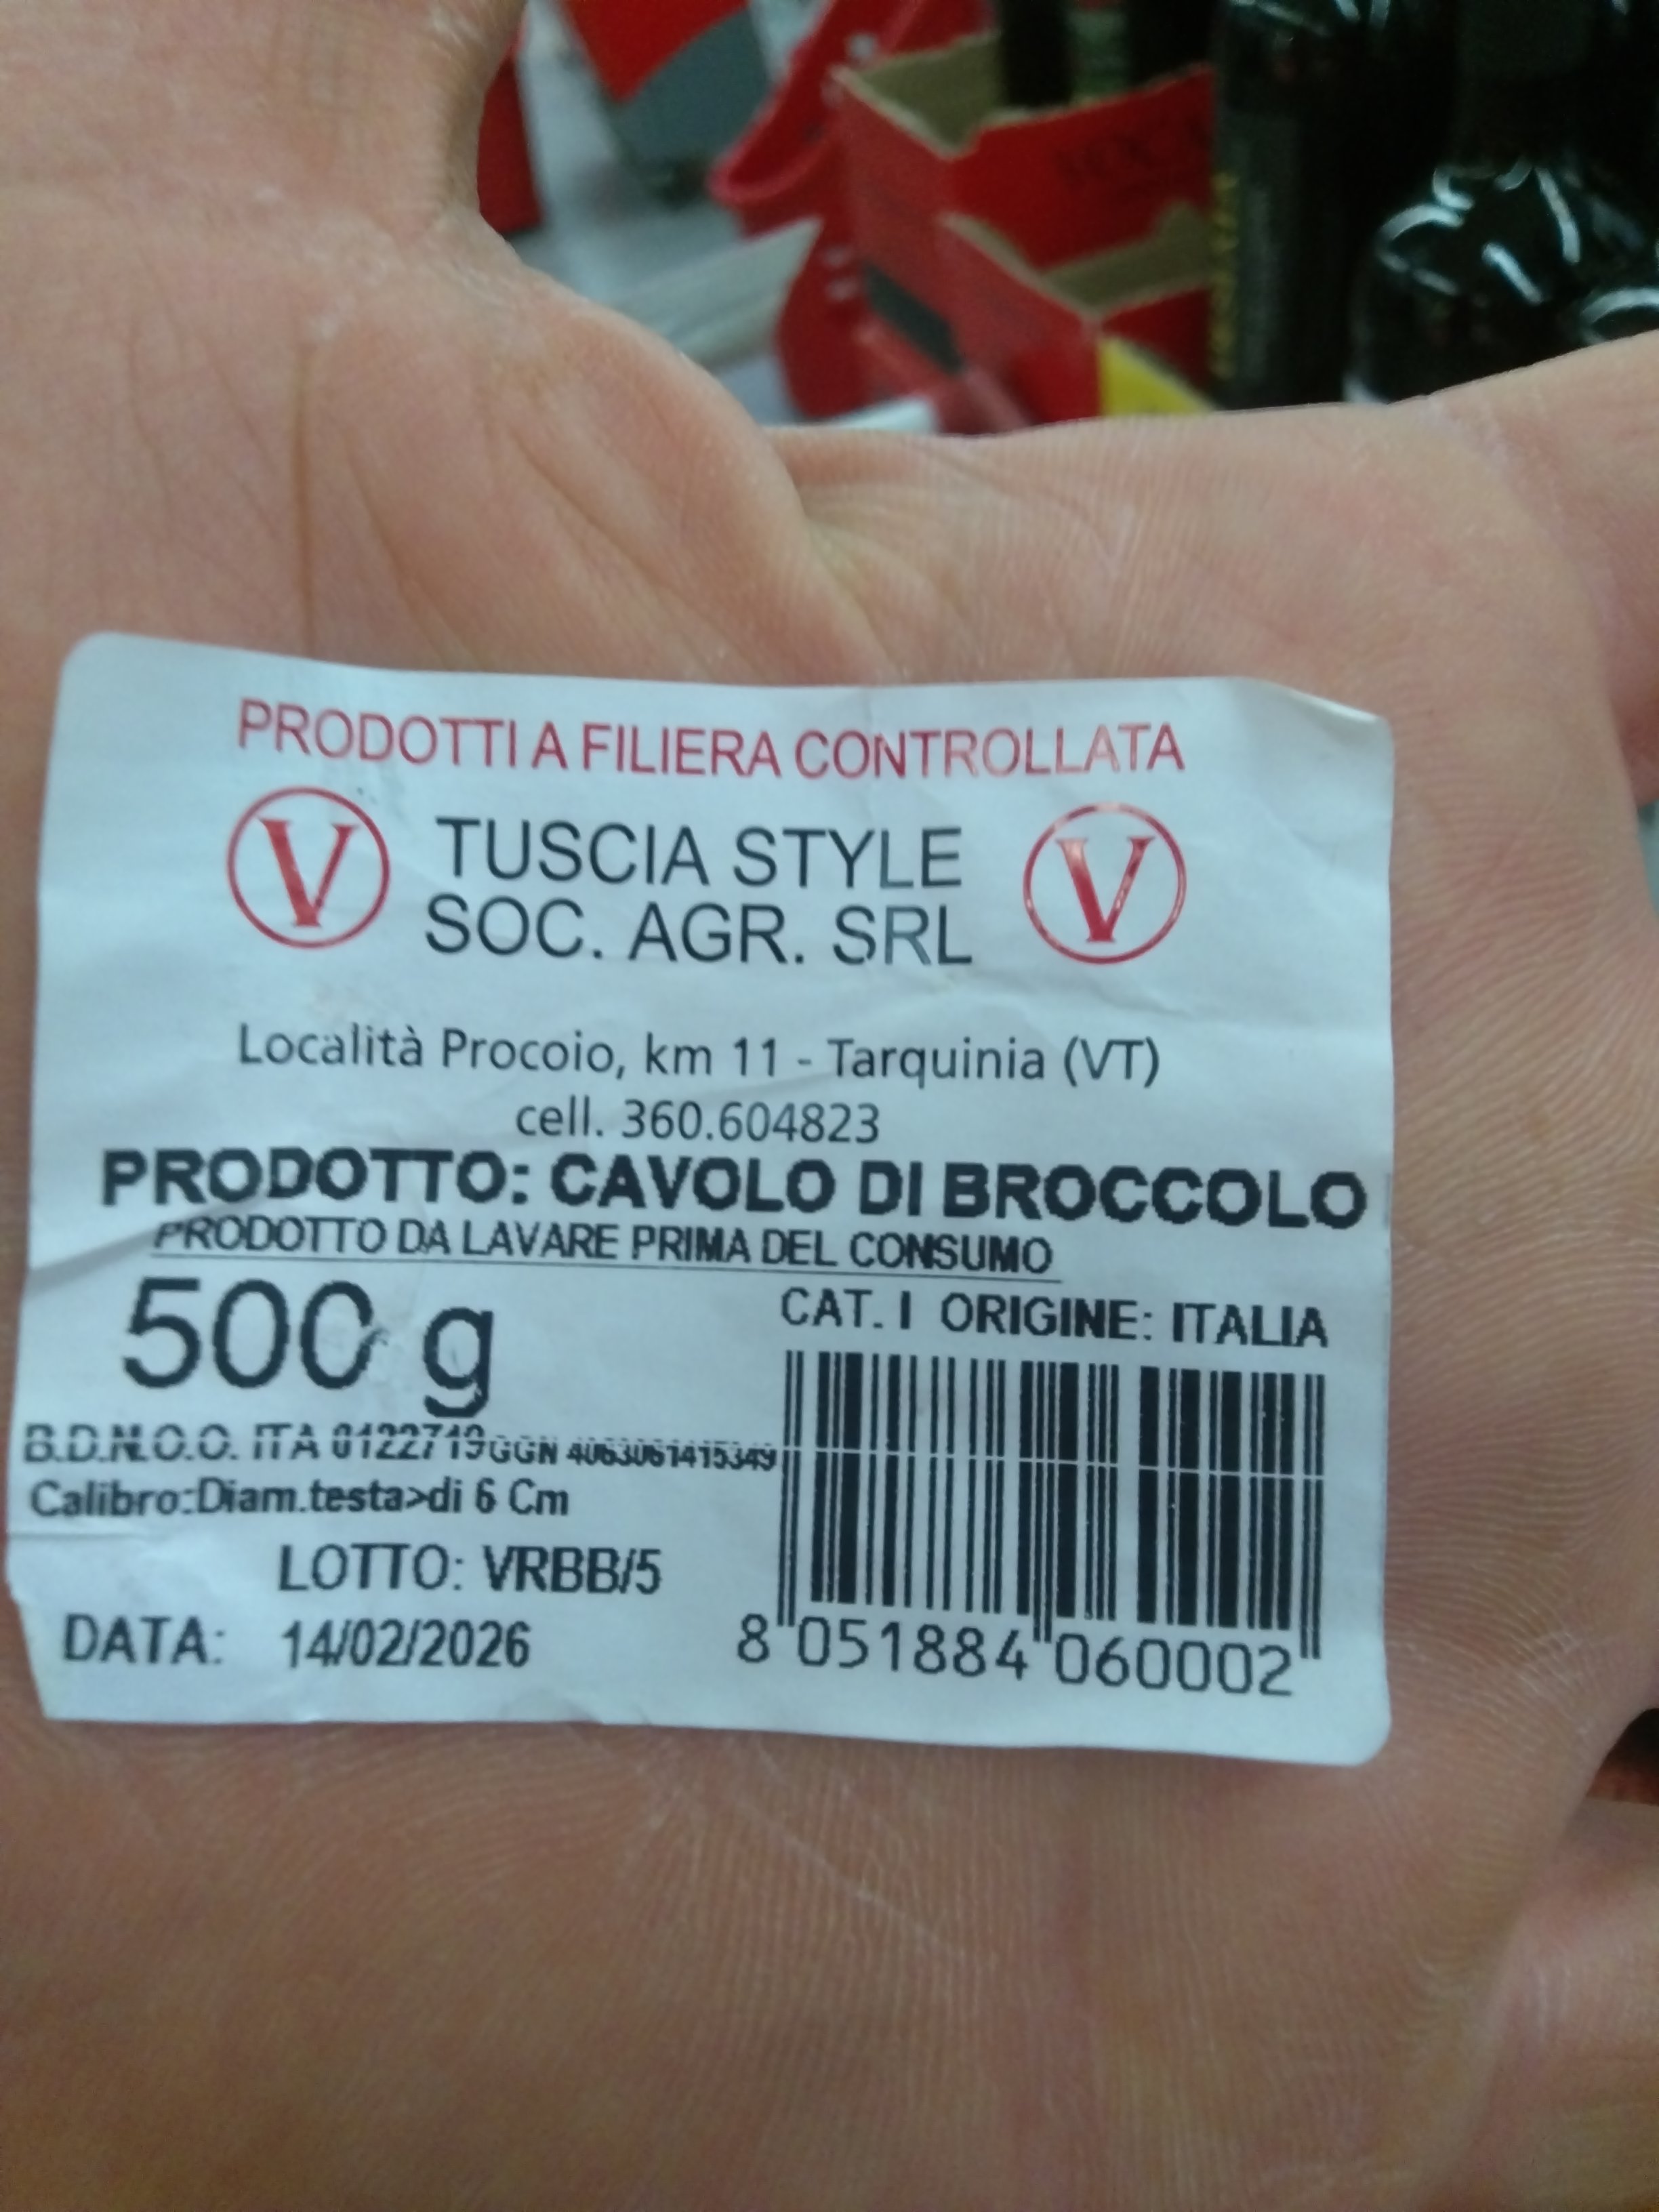 PRODOTTI A FILIERA CONTROLLATA
V TUSCIA STYLE V
SOC. AGR. SRL
Località Procoio, km 11 - Tarquinia (VT)
cell. 360.604823
PRODOTTO: CAVOLO DI BROCCOLO
PRODOTTO DA LAVARE PRIMA DEL CONSUMO
500 g
CAT. I ORIGINE: ITALIA
B.D.N.O.O. ITA 0122719 GGN 4063061415349
Calibro:Diam.testa>di 6 Cm
LOTTO: VRBB/5
DATA: 14/02/2026
8 051884 060002